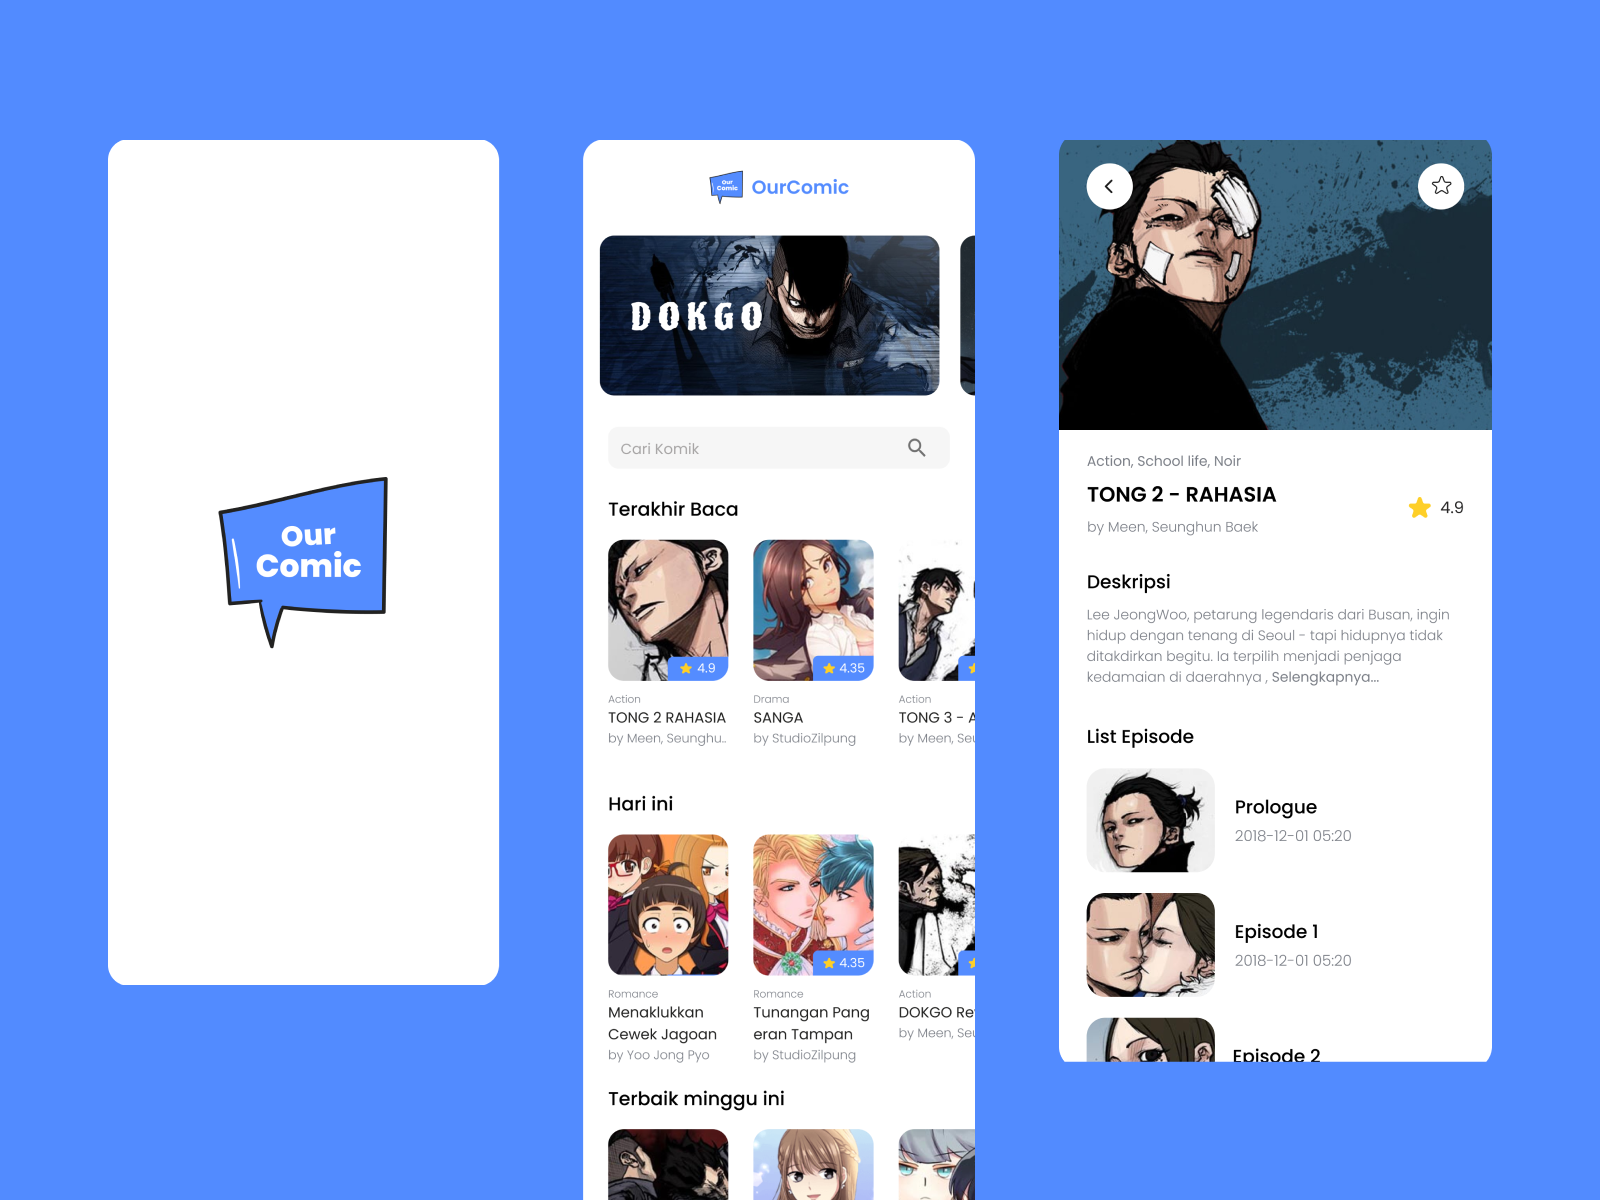 Our
Comic
Our
Comic
OurComic
DOKGO
Cari Komik
Terakhir Baca
4.9
4.35
Action
Drama
Action
TONG 2 RAHASIA
SANGA
TONG 3 - A
by Meen, Seunghu..
by StudioZilpung
by Meen, Seu
Hari ini
4.35
Romance
Romance
Action
Menaklukkan
Cewek Jagoan
Tunangan Pang
eran Tampan
DOKGO Re
by Yoo Jong Pyo
by StudioZilpung
by Meen, Seu
Terbaik minggu ini
Action, School life, Noir
TONG 2 - RAHASIA
4.9
by Meen, Seunghun Baek
Deskripsi
Lee JeongWoo, petarung legendaris dari Busan, ingin
hidup dengan tenang di Seoul - tapi hidupnya tidak
ditakdirkan begitu. Ia terpilih menjadi penjaga
kedamaian di daerahnya , Selengkapnya...
List Episode
Prologue
2018-12-01 05:20
Episode 1
2018-12-01 05:20
Episode 2